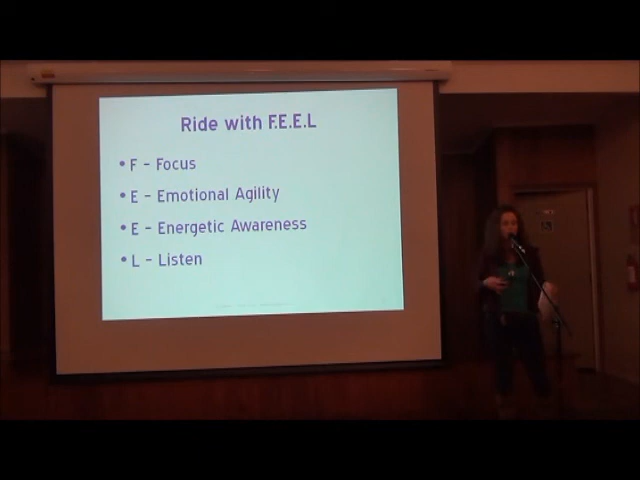 Ride with F.E.E.L
• F – Focus
• E – Emotional Agility
• E – Energetic Awareness
• L – Listen